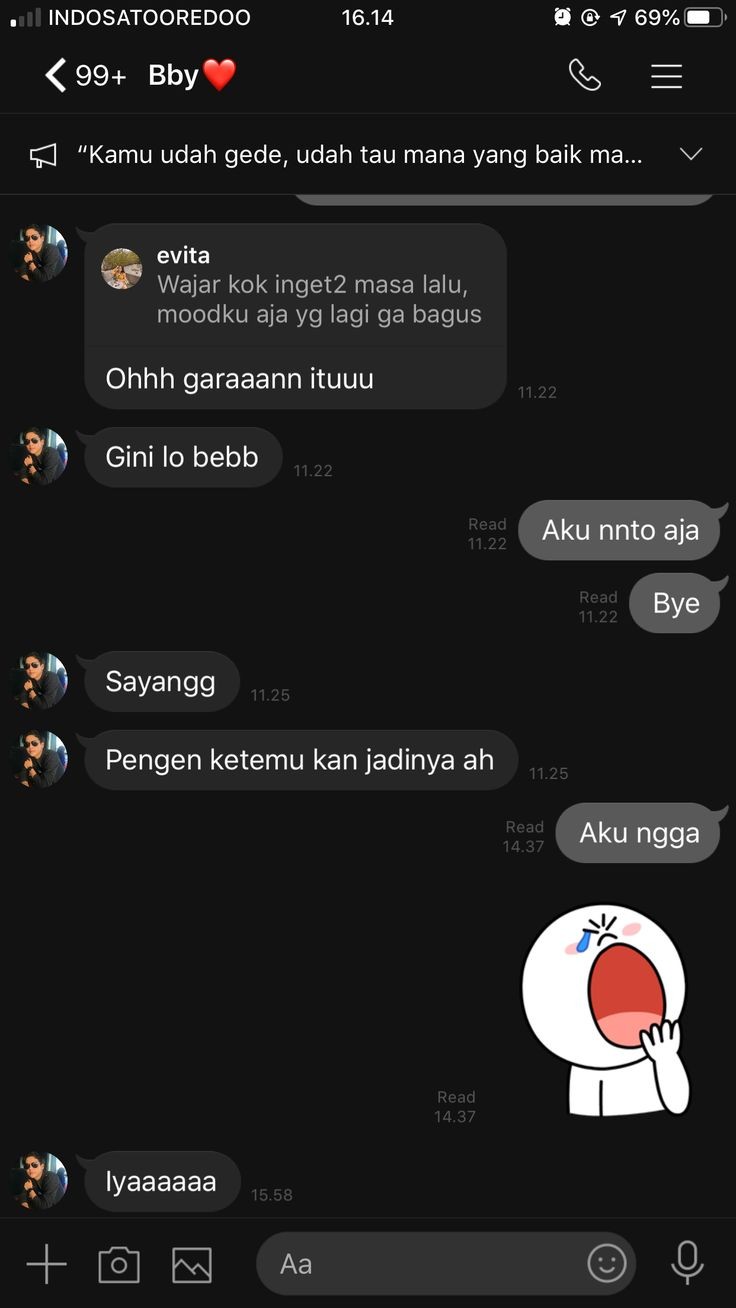 INDOSATOOREDOO 16.14 69%
99+ Bby❤️
“Kamu udah gede, udah tau mana yang baik ma...
evita
Wajar kok inget2 masa lalu,
moodku aja yg lagi ga bagus
Ohhh garaaann ituuu
11.22
Gini lo bebb
11.22
Read
11.22
Aku nnto aja
Read
11.22
Bye
Sayangg
11.25
Pengen ketemu kan jadinya ah
11.25
Read
14.37
Aku ngga
Read
14.37
Iyaaaaaa
15.58
Aa